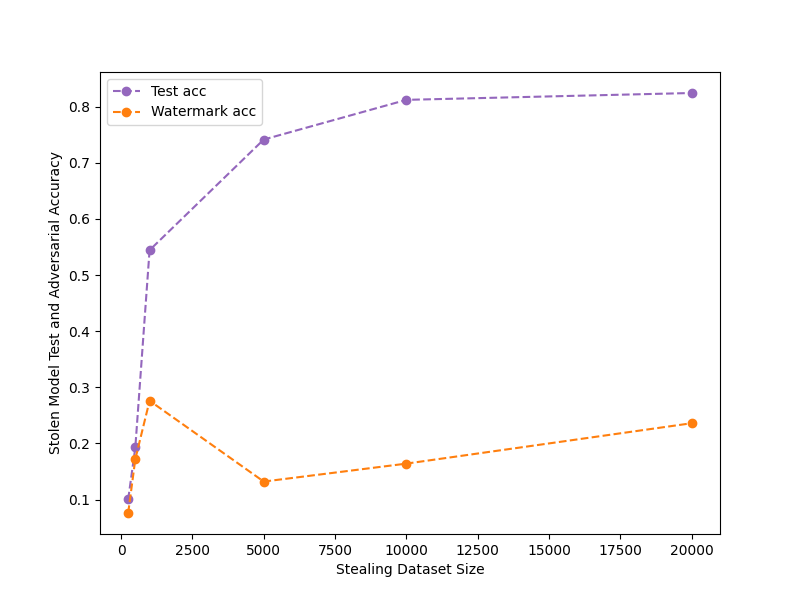 Test acc
Watermark acc
Stolen Model Test and Adversarial Accuracy
0.8
0.7
0.6
0.5
0.4
0.3
0.2
0.1
0 2500 5000 7500 10000 12500 15000 17500 20000
Stealing Dataset Size